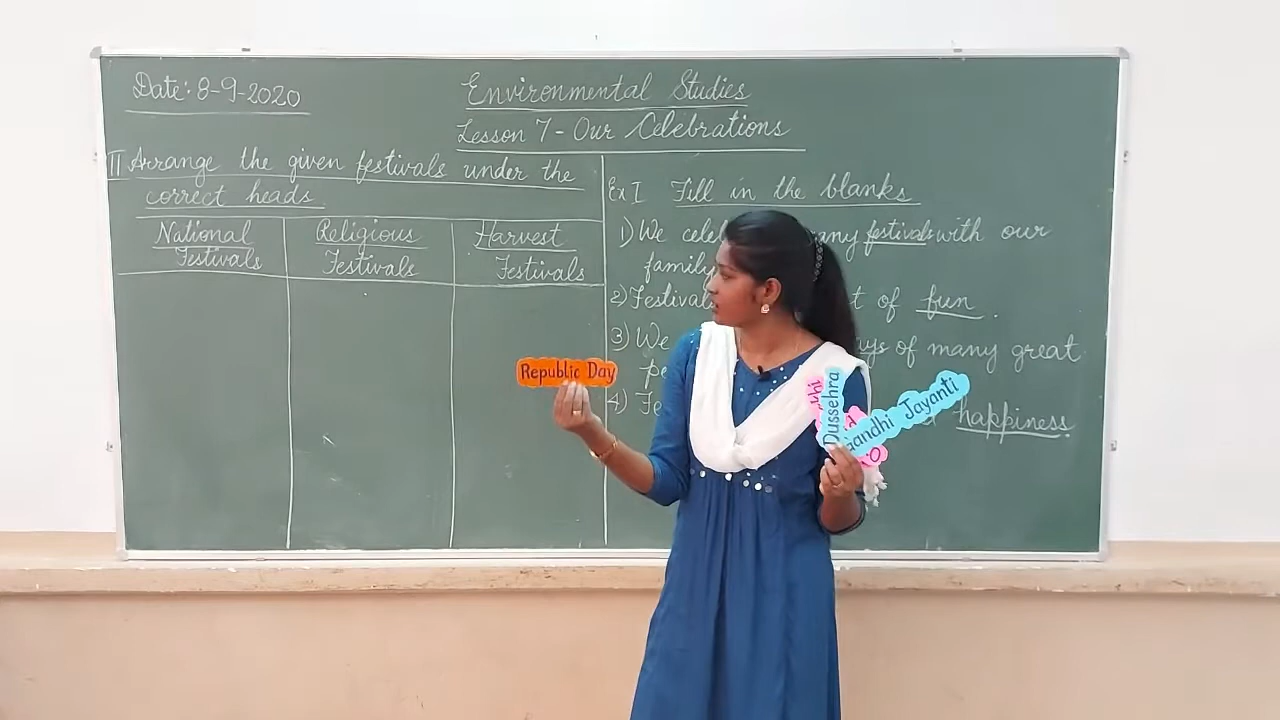 Date: 8-9-2020
Environmental Studies
Lesson 7 - Our Celebrations
II Arrange the given festivals under the
correct heads.
National
Festivals
Religious
Festivals
Harvest
Festivals
Ex I Fill in the blanks
1) We festivals with our
family
2) of fun.
3) We of many great
4) happiness.
Republic Day
Dussehra
Gandhi Jayanti